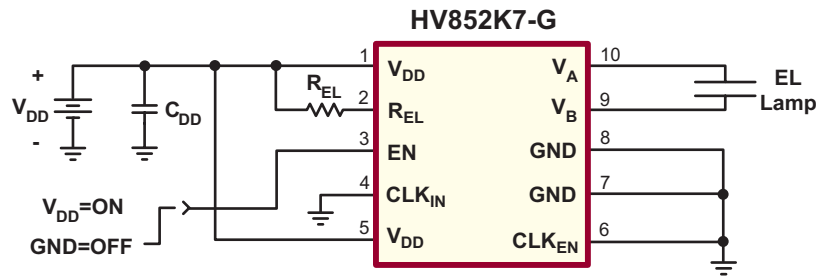 HV852K7-G
+
VDD
-
CDD
REL
1
VDD
2
REL
3
EN
4
CLKIN
5
VDD
VDD=ON
GND=OFF
10
VA
9
VB
8
GND
7
GND
6
CLKEN
EL
Lamp